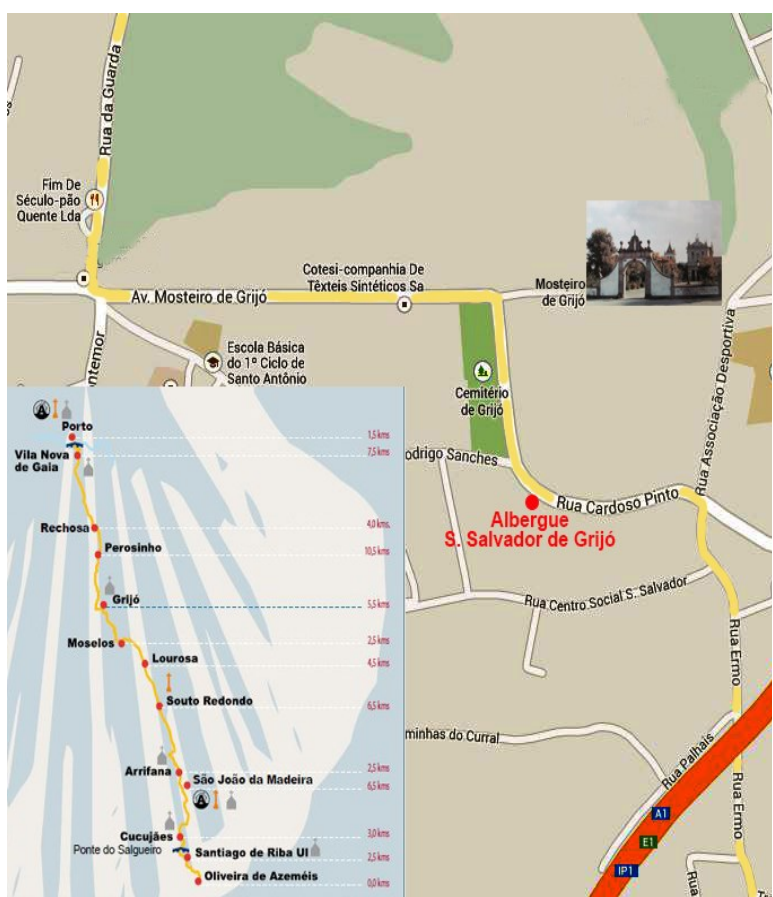 Rua da Guarda
Fim De
Século-pão
Quente Lda
Av. Mosteiro de Grijó
Cotesi-companhia De
Têxteis Sintéticos Sa
Mosteiro
de Grijó
Escola Básica
do 1º Ciclo de
Santo Antônio
Cemitério
de Grijó
Rua Associação Desportiva
odrigo Sanches
Rua Cardoso Pinto
Albergue
S. Salvador de Grijó
Rua Centro Social S. Salvador
Rua Ermo
minhas do Curral
Rua Palhais
Rua Ermo
A1
E1
IP1
ontemor
Porto
1,5 kms
Vila Nova
de Gaia
7,5 kms
Rechosa
4,0 kms.
Perosinho
10,5 kms
Grijó
5,5 kms
Moselos
2,5 kms
Lourosa
4,5 kms
Souto Redondo
6,5 kms
Arrifana
2,5 kms
São João da Madeira
6,5 kms
Cucujães
3,0 kms
Ponte do Salgueiro
Santiago de Riba Ul
2,5 kms
Oliveira de Azeméis
0,0 kms